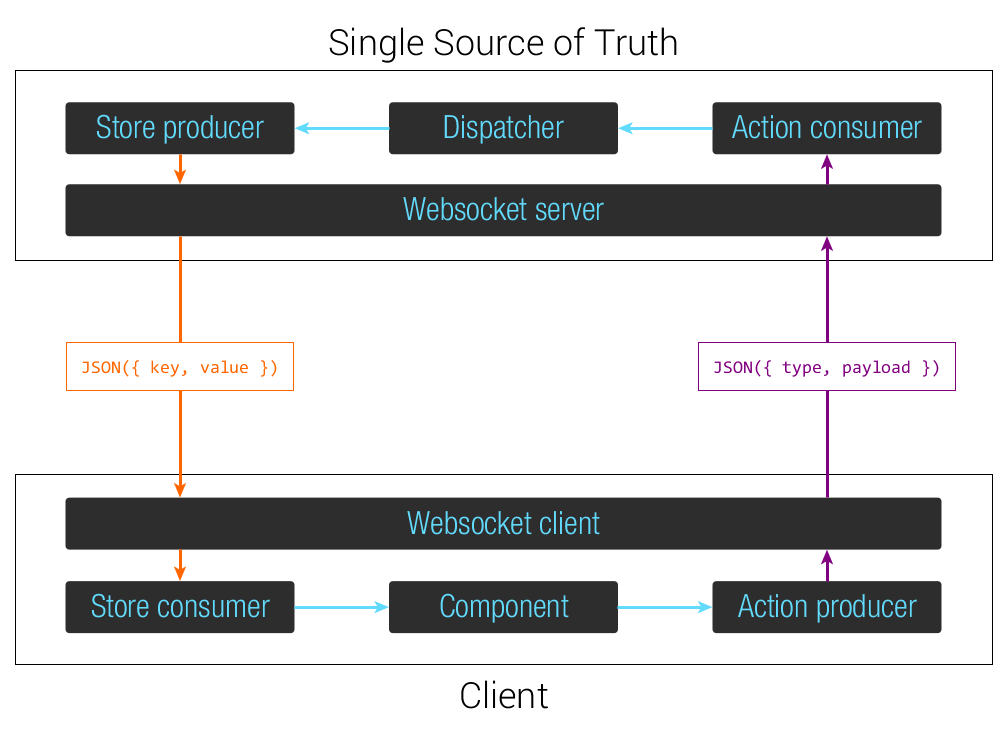 Single Source of Truth
Store producer
Dispatcher
Action consumer
Websocket server
JSON({ key, value })
JSON({ type, payload })
Websocket client
Store consumer
Component
Action producer
Client